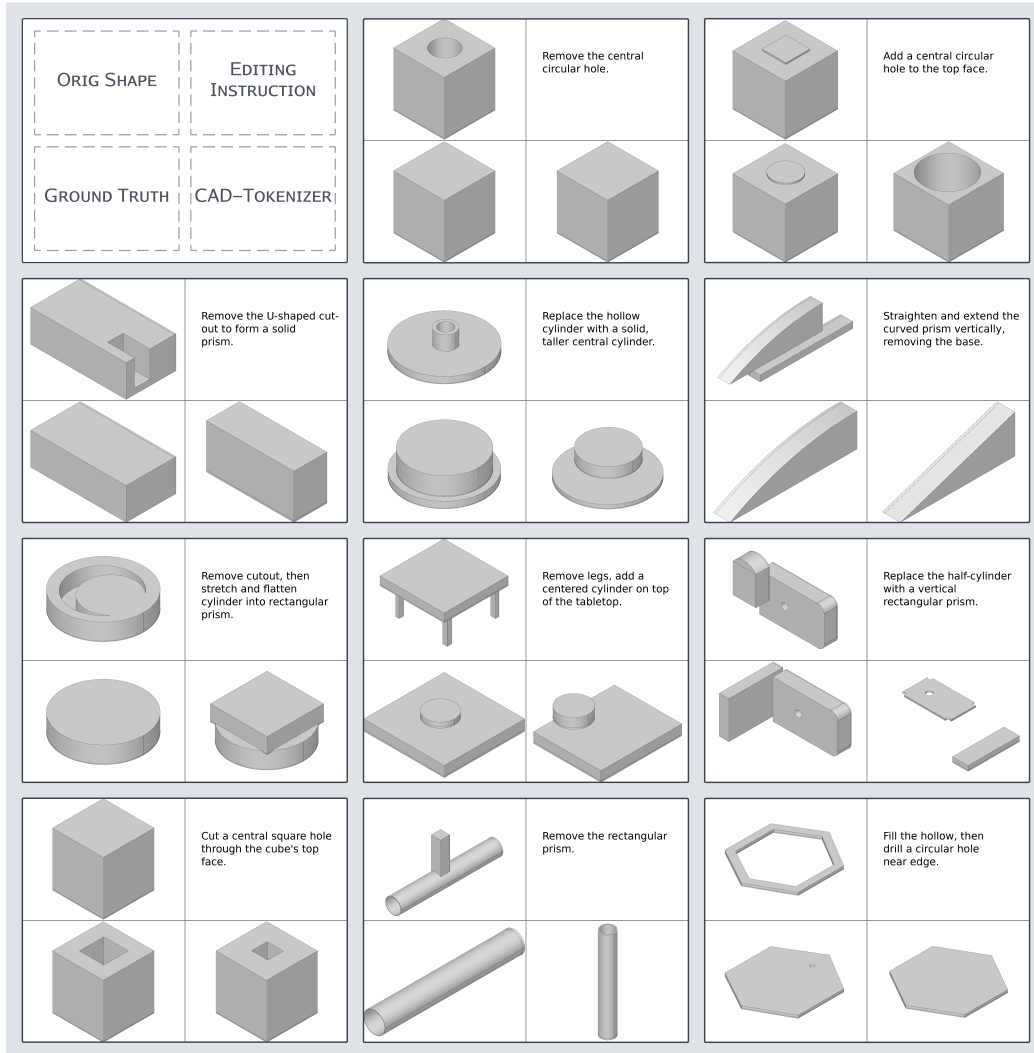 ORIG SHAPE
EDITING
INSTRUCTION
GROUND TRUTH
CAD–TOKENIZER
Remove the central
circular hole.
Add a central circular
hole to the top face.
Remove the U-shaped cut-
out to form a solid
prism.
Replace the hollow
cylinder with a solid,
taller central cylinder.
Straighten and extend the
curved prism vertically,
removing the base.
Remove cutout, then
stretch and flatten
cylinder into rectangular
prism.
Remove legs, add a
centered cylinder on top
of the tabletop.
Replace the half-cylinder
with a vertical
rectangular prism.
Cut a central square hole
through the cube's top
face.
Remove the rectangular
prism.
Fill the hollow, then
drill a circular hole
near edge.